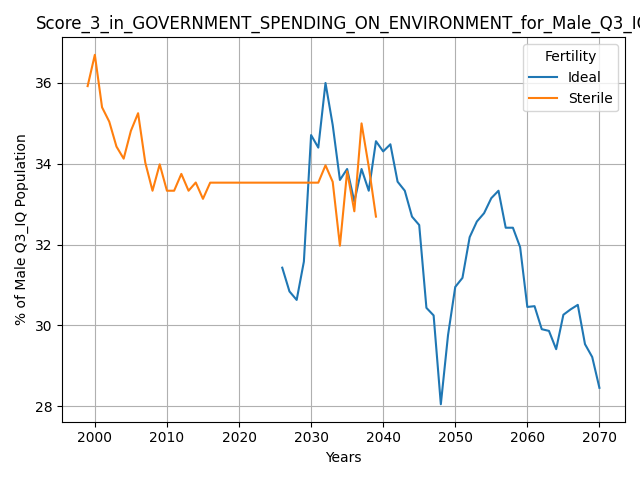 Score_3_in_GOVERNMENT_SPENDING_ON_ENVIRONMENT_for_Male_Q3_IQ
Fertility
Ideal
Sterile
% of Male Q3_IQ Population
36
34
32
30
28
2000 2010 2020 2030 2040 2050 2060 2070
Years